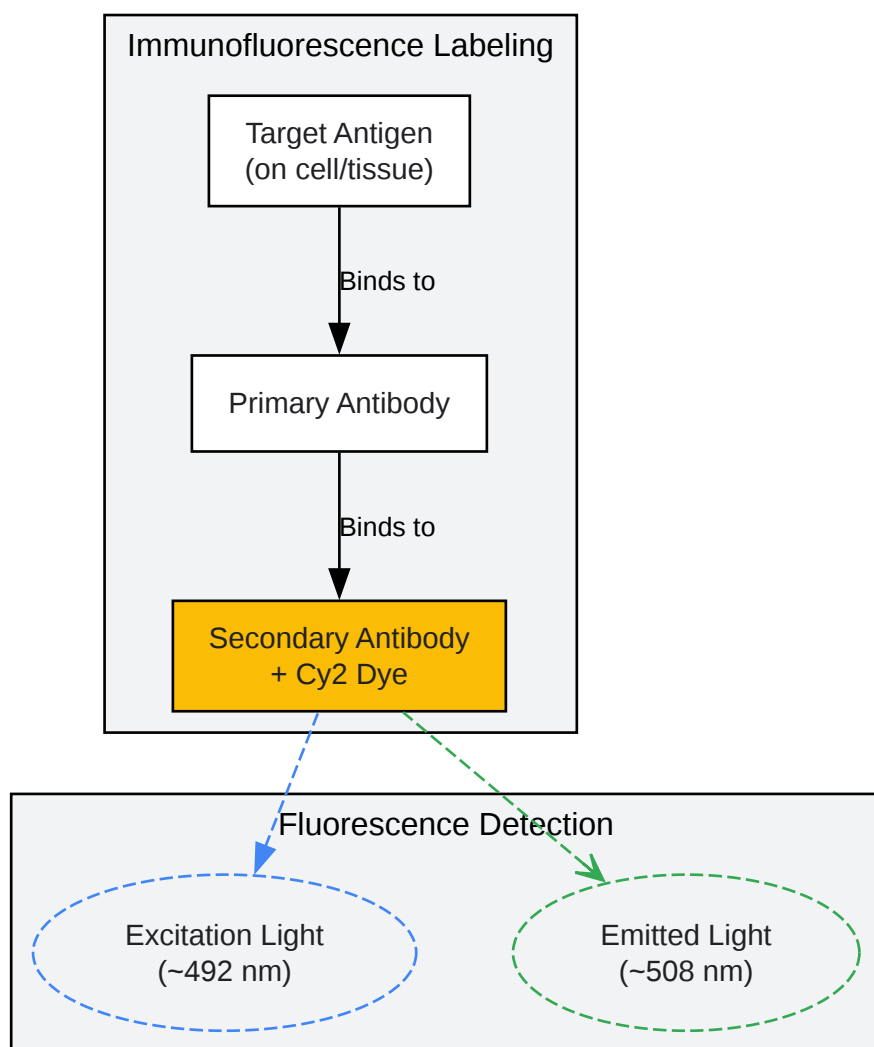 Immunofluorescence Labeling
Target Antigen
(on cell/tissue)
Binds to
Primary Antibody
Binds to
Secondary Antibody
+ Cy2 Dye
Fluorescence Detection
Excitation Light
(~492 nm)
Emitted Light
(~508 nm)